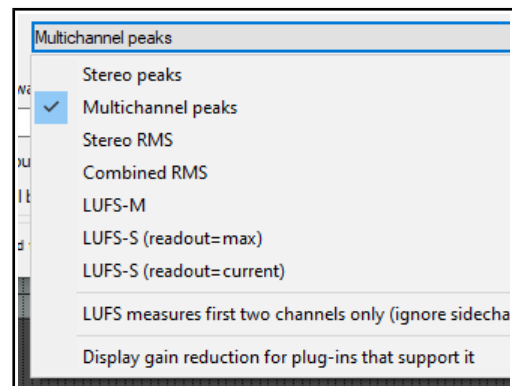 Multichannel peaks
Stereo peaks
Multichannel peaks
Stereo RMS
Combined RMS
LUFS-M
LUFS-S (readout=max)
LUFS-S (readout=current)
LUFS measures first two channels only (ignore sidecha
Display gain reduction for plug-ins that support it